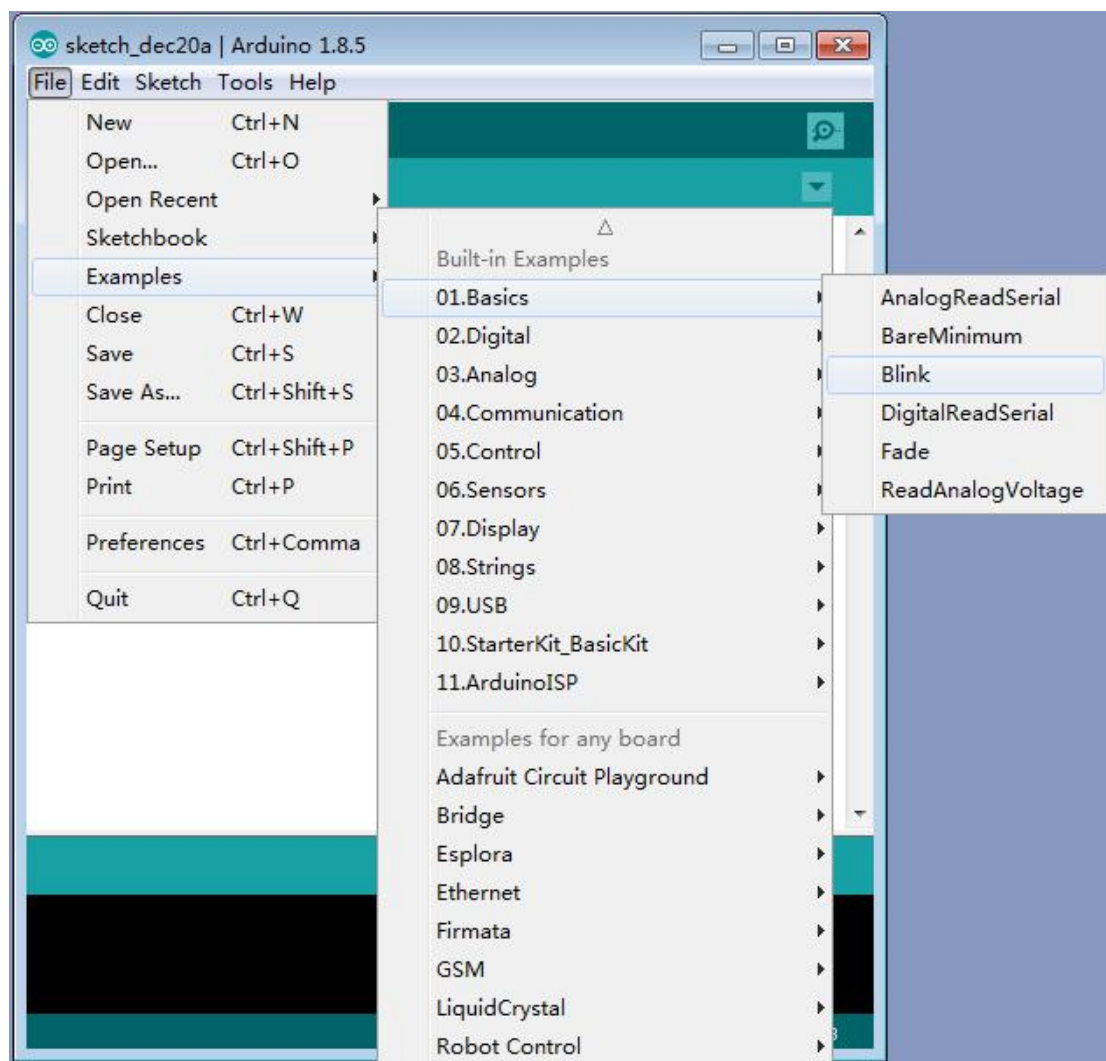 sketch_dec20a | Arduino 1.8.5
File Edit Sketch Tools Help
New Ctrl+N
Open... Ctrl+O
Open Recent
Sketchbook
Examples
Close Ctrl+W
Save Ctrl+S
Save As... Ctrl+Shift+S
Page Setup Ctrl+Shift+P
Print Ctrl+P
Preferences Ctrl+Comma
Quit Ctrl+Q
Built-in Examples
01.Basics
02.Digital
03.Analog
04.Communication
05.Control
06.Sensors
07.Display
08.Strings
09.USB
10.StarterKit_BasicKit
11.ArduinoISP
Examples for any board
Adafruit Circuit Playground
Bridge
Esplora
Ethernet
Firmata
GSM
LiquidCrystal
Robot Control
AnalogReadSerial
BareMinimum
Blink
DigitalReadSerial
Fade
ReadAnalogVoltage